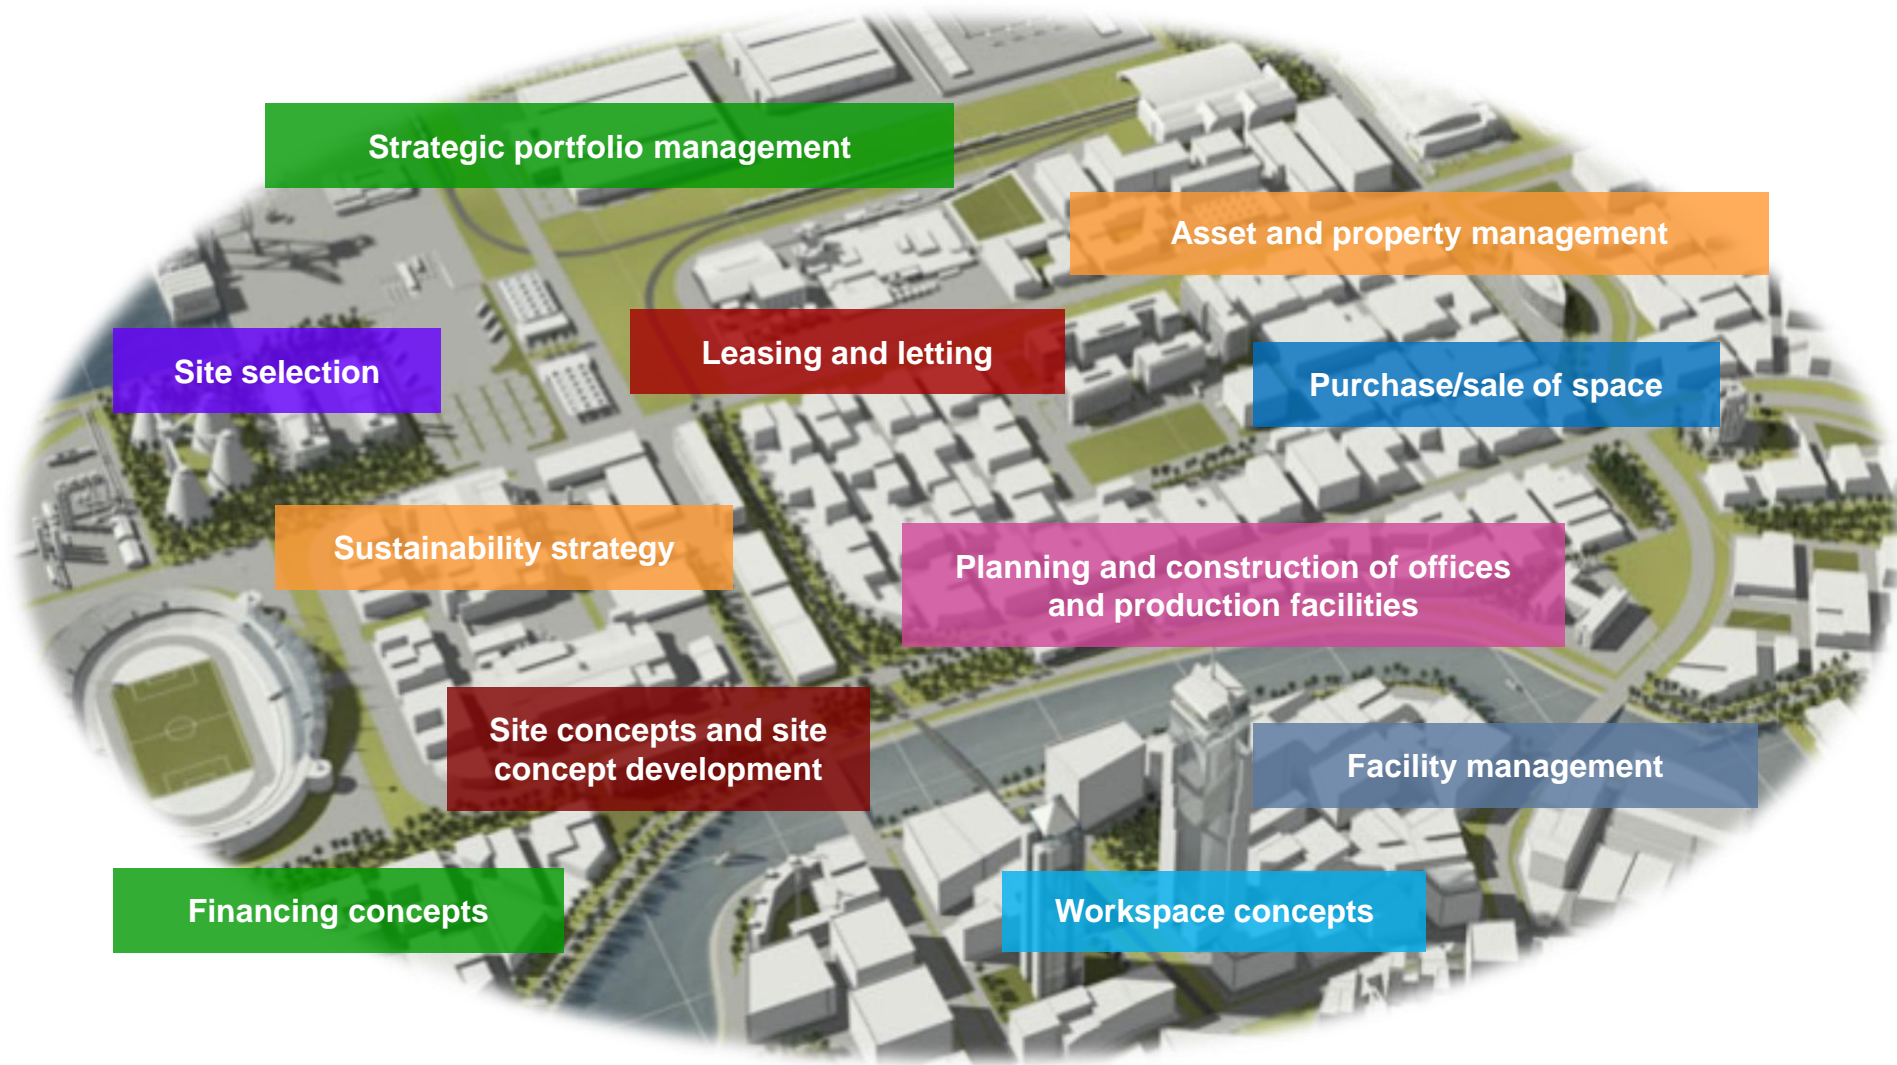 Strategic portfolio management
Asset and property management
Leasing and letting
Site selection
Purchase/sale of space
Sustainability strategy
Planning and construction of offices
and production facilities
Site concepts and site
concept development
Facility management
Financing concepts
Workspace concepts